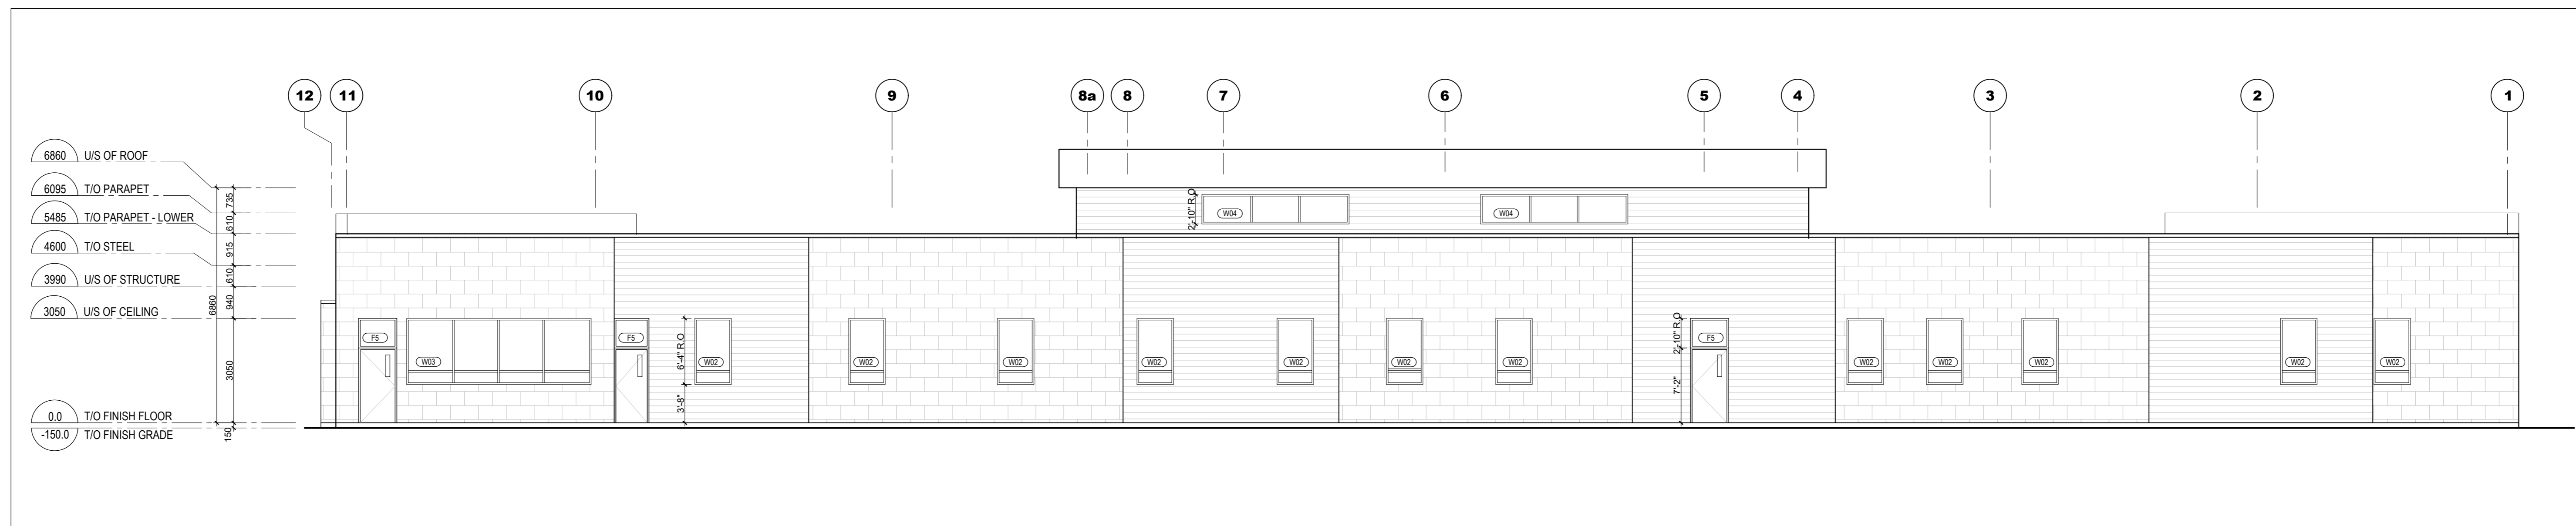 12 11 10 9 8a 8 7 6 5 4 3 2 1
6860 U/S OF ROOF
6095 T/O PARAPET
5485 T/O PARAPET - LOWER
4600 T/O STEEL
3990 U/S OF STRUCTURE
3050 U/S OF CEILING
0.0 T/O FINISH FLOOR
-150.0 T/O FINISH GRADE
6860
735
610
915
610
940
3050
150
2'-10" R.O
W04 W04
F5 W03 F5
6'-4" R.O
3'-8"
W02 W02 W02 W02 W02 W02 W02
2'-10" R.O
F5
7'-2"
W02 W02 W02 W02 W02